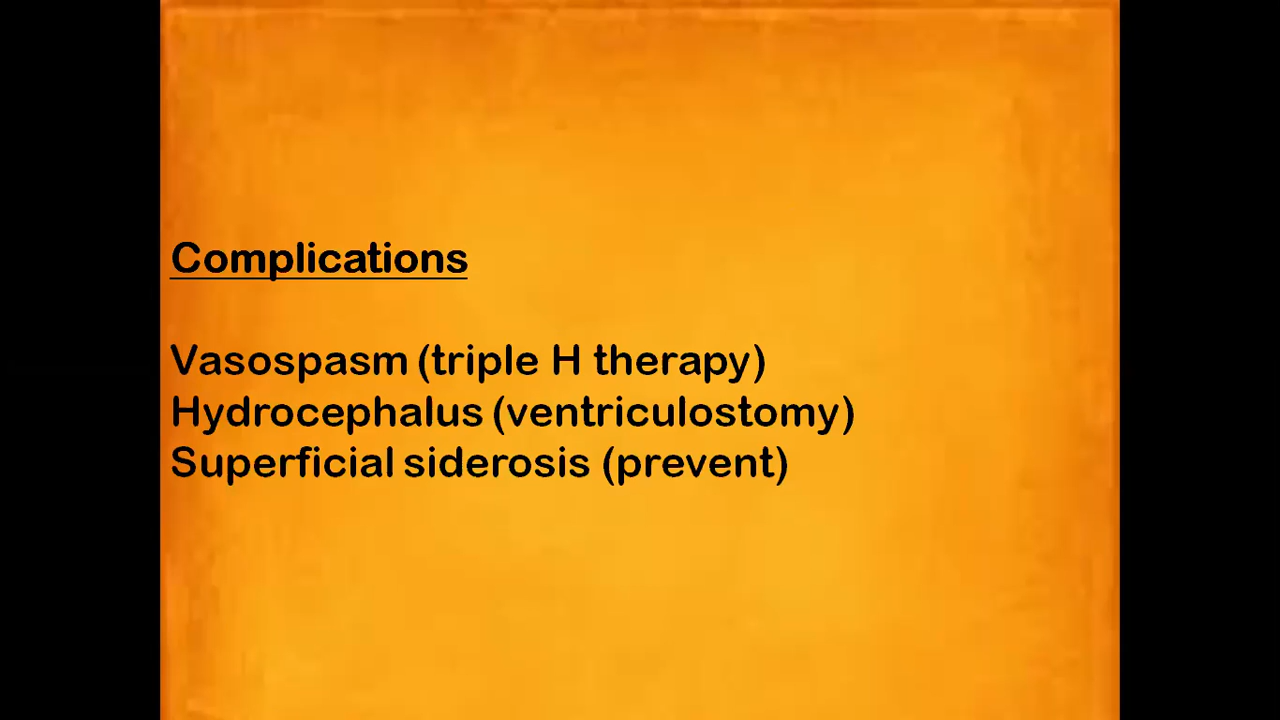 Complications
Vasospasm (triple H therapy)
Hydrocephalus (ventriculostomy)
Superficial siderosis (prevent)